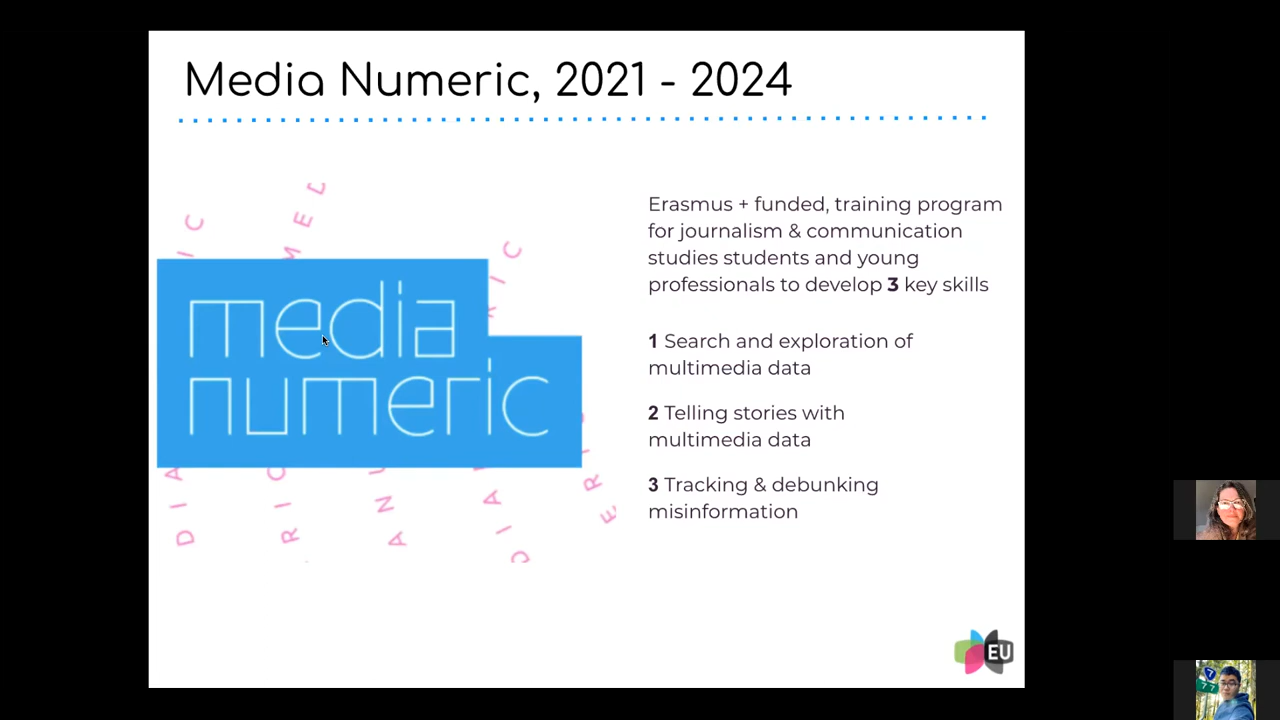 Media Numeric, 2021 - 2024
Erasmus + funded, training program
for journalism & communication
studies students and young
professionals to develop 3 key skills
1 Search and exploration of
multimedia data
2 Telling stories with
multimedia data
3 Tracking & debunking
misinformation
media
numeric
EU